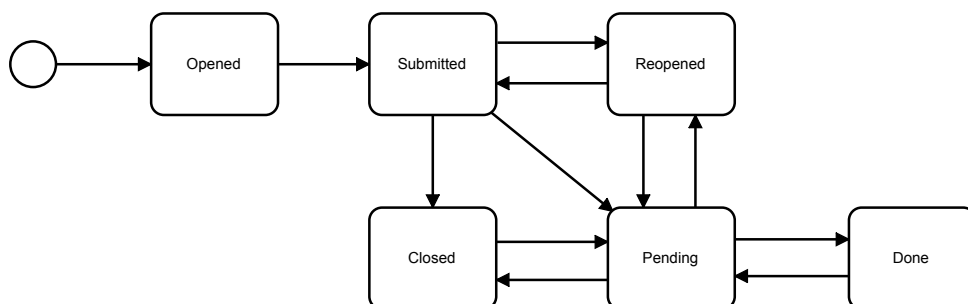 Opened
Submitted
Reopened
Closed
Pending
Done